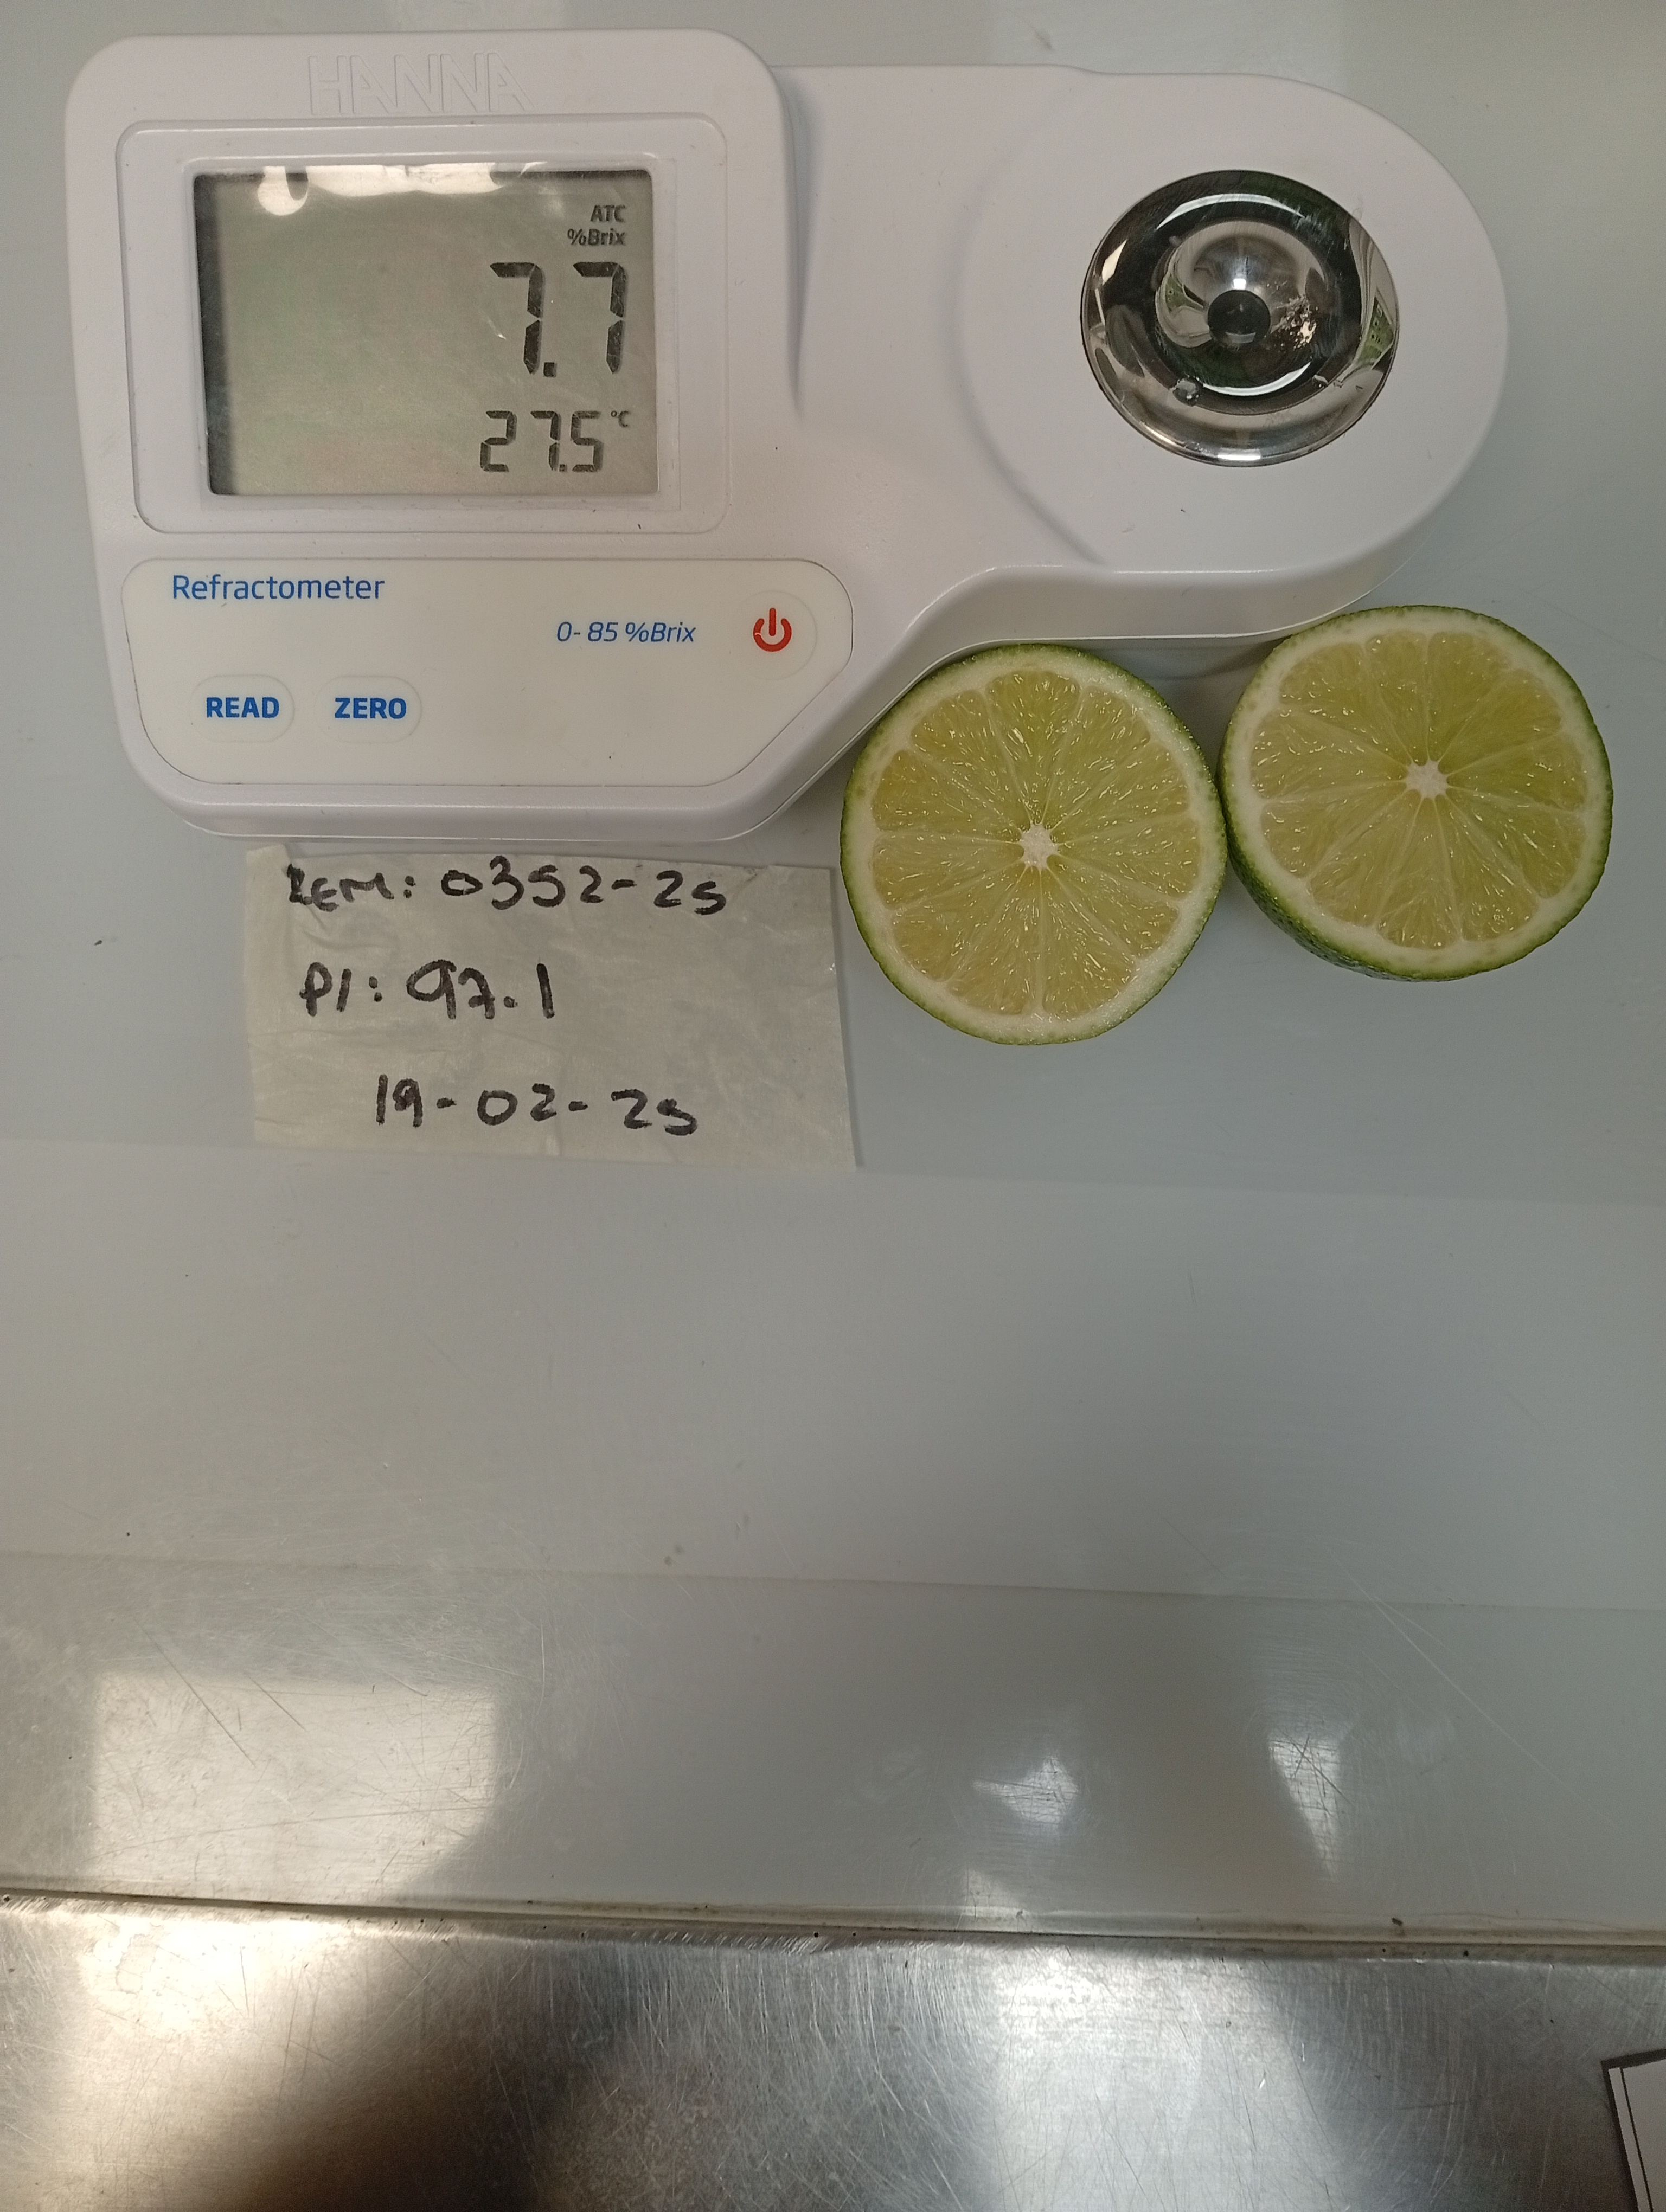 HANNA
ATC
%Brix
7.7
27.5 °C
Refractometer
0-85 %Brix
READ ZERO
REM: 0352-25
P1: 97.1
19-02-25